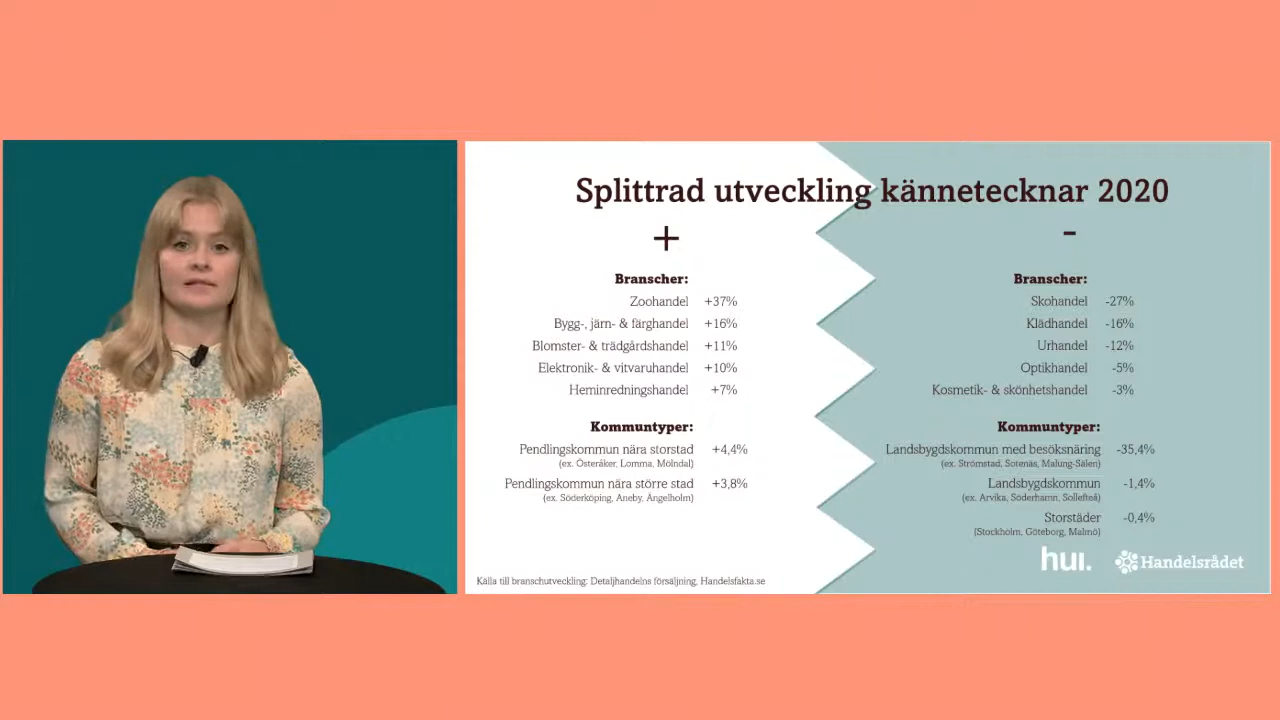 Splittrad utveckling kännetecknar 2020
+
Branscher:
Zoohandel +37%
Bygg-, järn- & färghandel +16%
Blomster- & trädgårdshandel +11%
Elektronik- & vitvaruhandel +10%
Heminredningshandel +7%
Kommuntyper:
Pendlingskommun nära storstad +4,4%
(ex. Österåker, Lomma, Mölndal)
Pendlingskommun nära större stad +3,8%
(ex. Söderköping, Aneby, Ängelholm)
Källa till branschutveckling: Detaljhandelns försäljning, Handelsfakta.se
-
Branscher:
Skohandel -27%
Klädhandel -16%
Urhandel -12%
Optikhandel -5%
Kosmetik- & skönhetshandel -3%
Kommuntyper:
Landsbygdskommun med besöksnäring -35,4%
(ex. Strömstad, Sotenäs, Malung-Sälen)
Landsbygdskommun -1,4%
(ex. Arvika, Söderhamn, Sollefteå)
Storstäder -0,4%
(Stockholm, Göteborg, Malmö)
hui. Handelsrådet